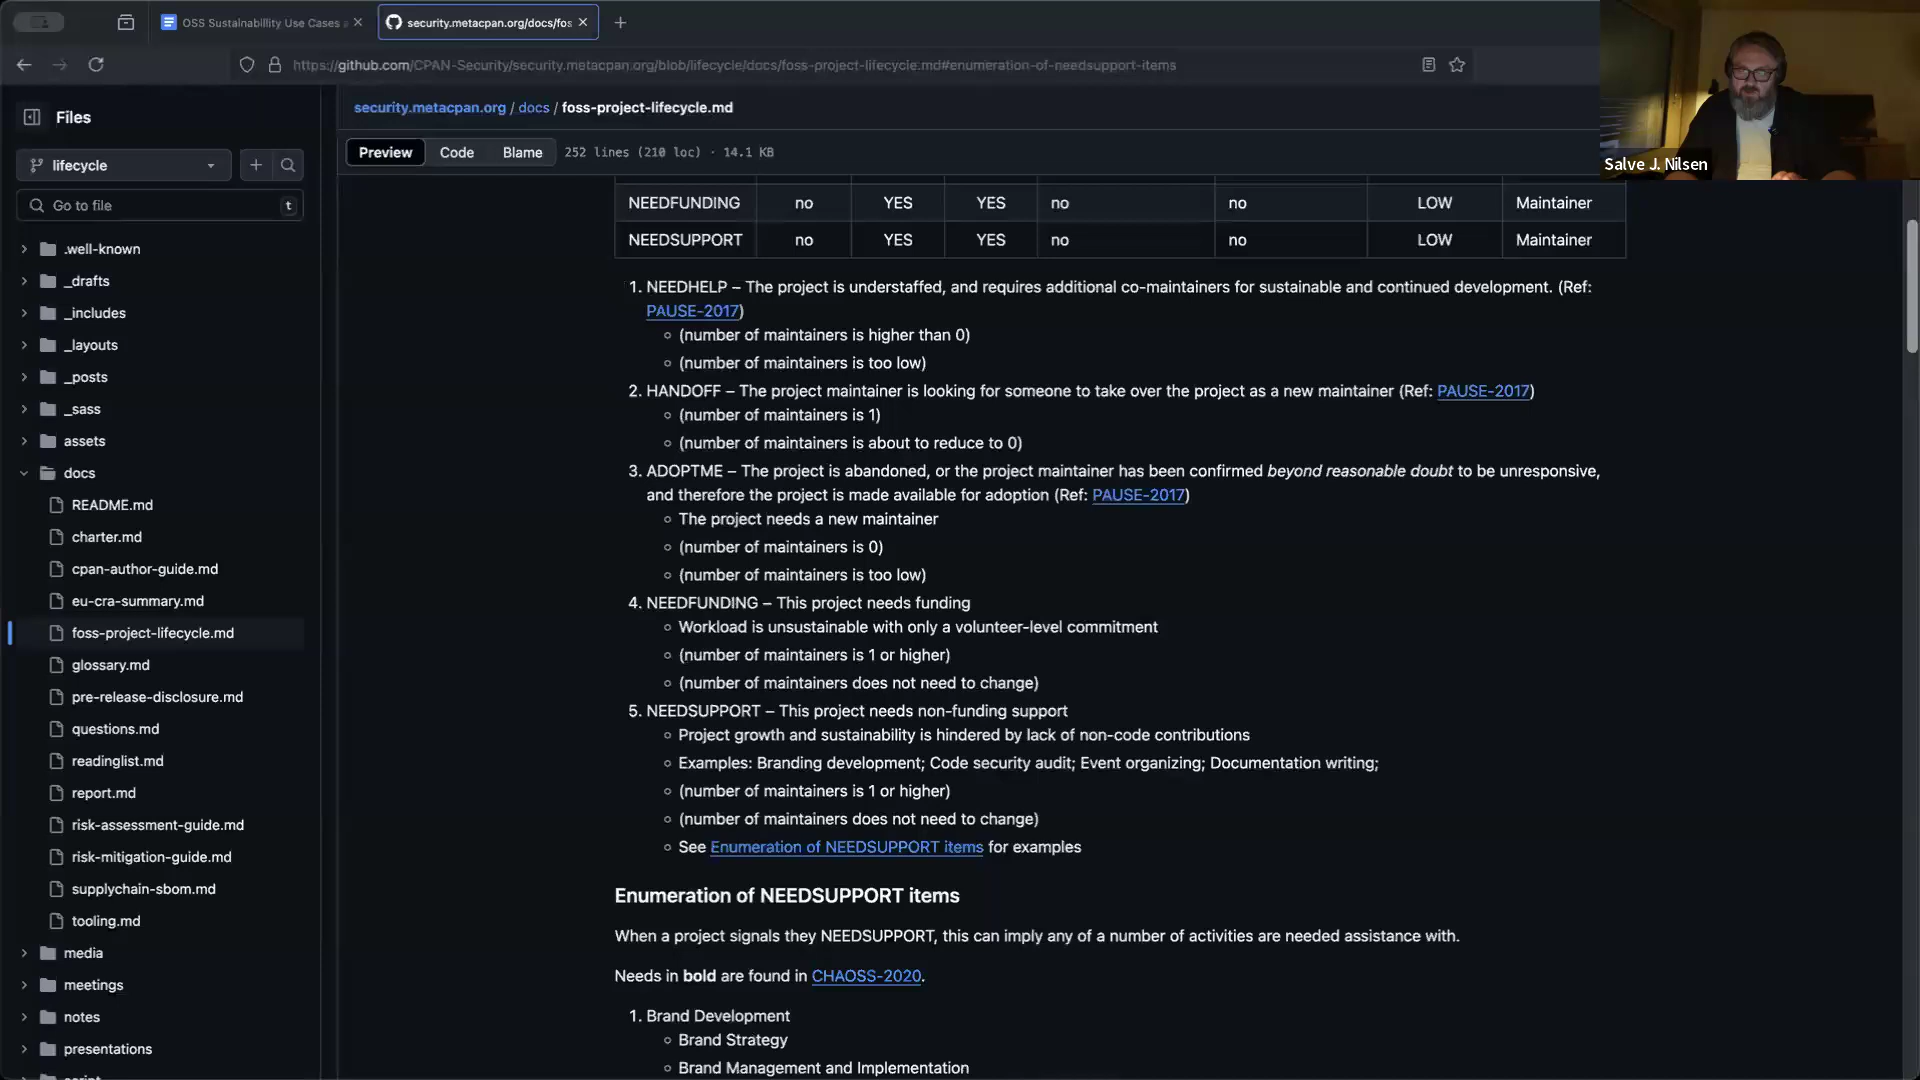 OSS Sustainability Use Cases
security.metacpan.org/docs/fos
https://github.com/CPAN-Security/security.metacpan.org/blob/lifecycle/docs/foss-project-lifecycle.md#enumeration-of-needsupport-items
Files
security.metacpan.org / docs / foss-project-lifecycle.md
Salve J. Nilsen
lifecycle
Preview Code Blame 252 lines (210 loc) · 14.1 KB
Go to file t
.well-known
_drafts
_includes
_layouts
_posts
_sass
assets
docs
README.md
charter.md
cpan-author-guide.md
eu-cra-summary.md
foss-project-lifecycle.md
glossary.md
pre-release-disclosure.md
questions.md
readinglist.md
report.md
risk-assessment-guide.md
risk-mitigation-guide.md
supplychain-sbom.md
tooling.md
media
meetings
notes
presentations
NEEDFUNDING no YES YES no no LOW Maintainer
NEEDSUPPORT no YES YES no no LOW Maintainer
1. NEEDHELP – The project is understaffed, and requires additional co-maintainers for sustainable and continued development. (Ref:
PAUSE-2017)
(number of maintainers is higher than 0)
(number of maintainers is too low)
2. HANDOFF – The project maintainer is looking for someone to take over the project as a new maintainer (Ref: PAUSE-2017)
(number of maintainers is 1)
(number of maintainers is about to reduce to 0)
3. ADOPTME – The project is abandoned, or the project maintainer has been confirmed beyond reasonable doubt to be unresponsive,
and therefore the project is made available for adoption (Ref: PAUSE-2017)
The project needs a new maintainer
(number of maintainers is 0)
(number of maintainers is too low)
4. NEEDFUNDING – This project needs funding
Workload is unsustainable with only a volunteer-level commitment
(number of maintainers is 1 or higher)
(number of maintainers does not need to change)
5. NEEDSUPPORT – This project needs non-funding support
Project growth and sustainability is hindered by lack of non-code contributions
Examples: Branding development; Code security audit; Event organizing; Documentation writing;
(number of maintainers is 1 or higher)
(number of maintainers does not need to change)
See Enumeration of NEEDSUPPORT items for examples
Enumeration of NEEDSUPPORT items
When a project signals they NEEDSUPPORT, this can imply any of a number of activities are needed assistance with.
Needs in bold are found in CHAOSS-2020.
1. Brand Development
Brand Strategy
Brand Management and Implementation